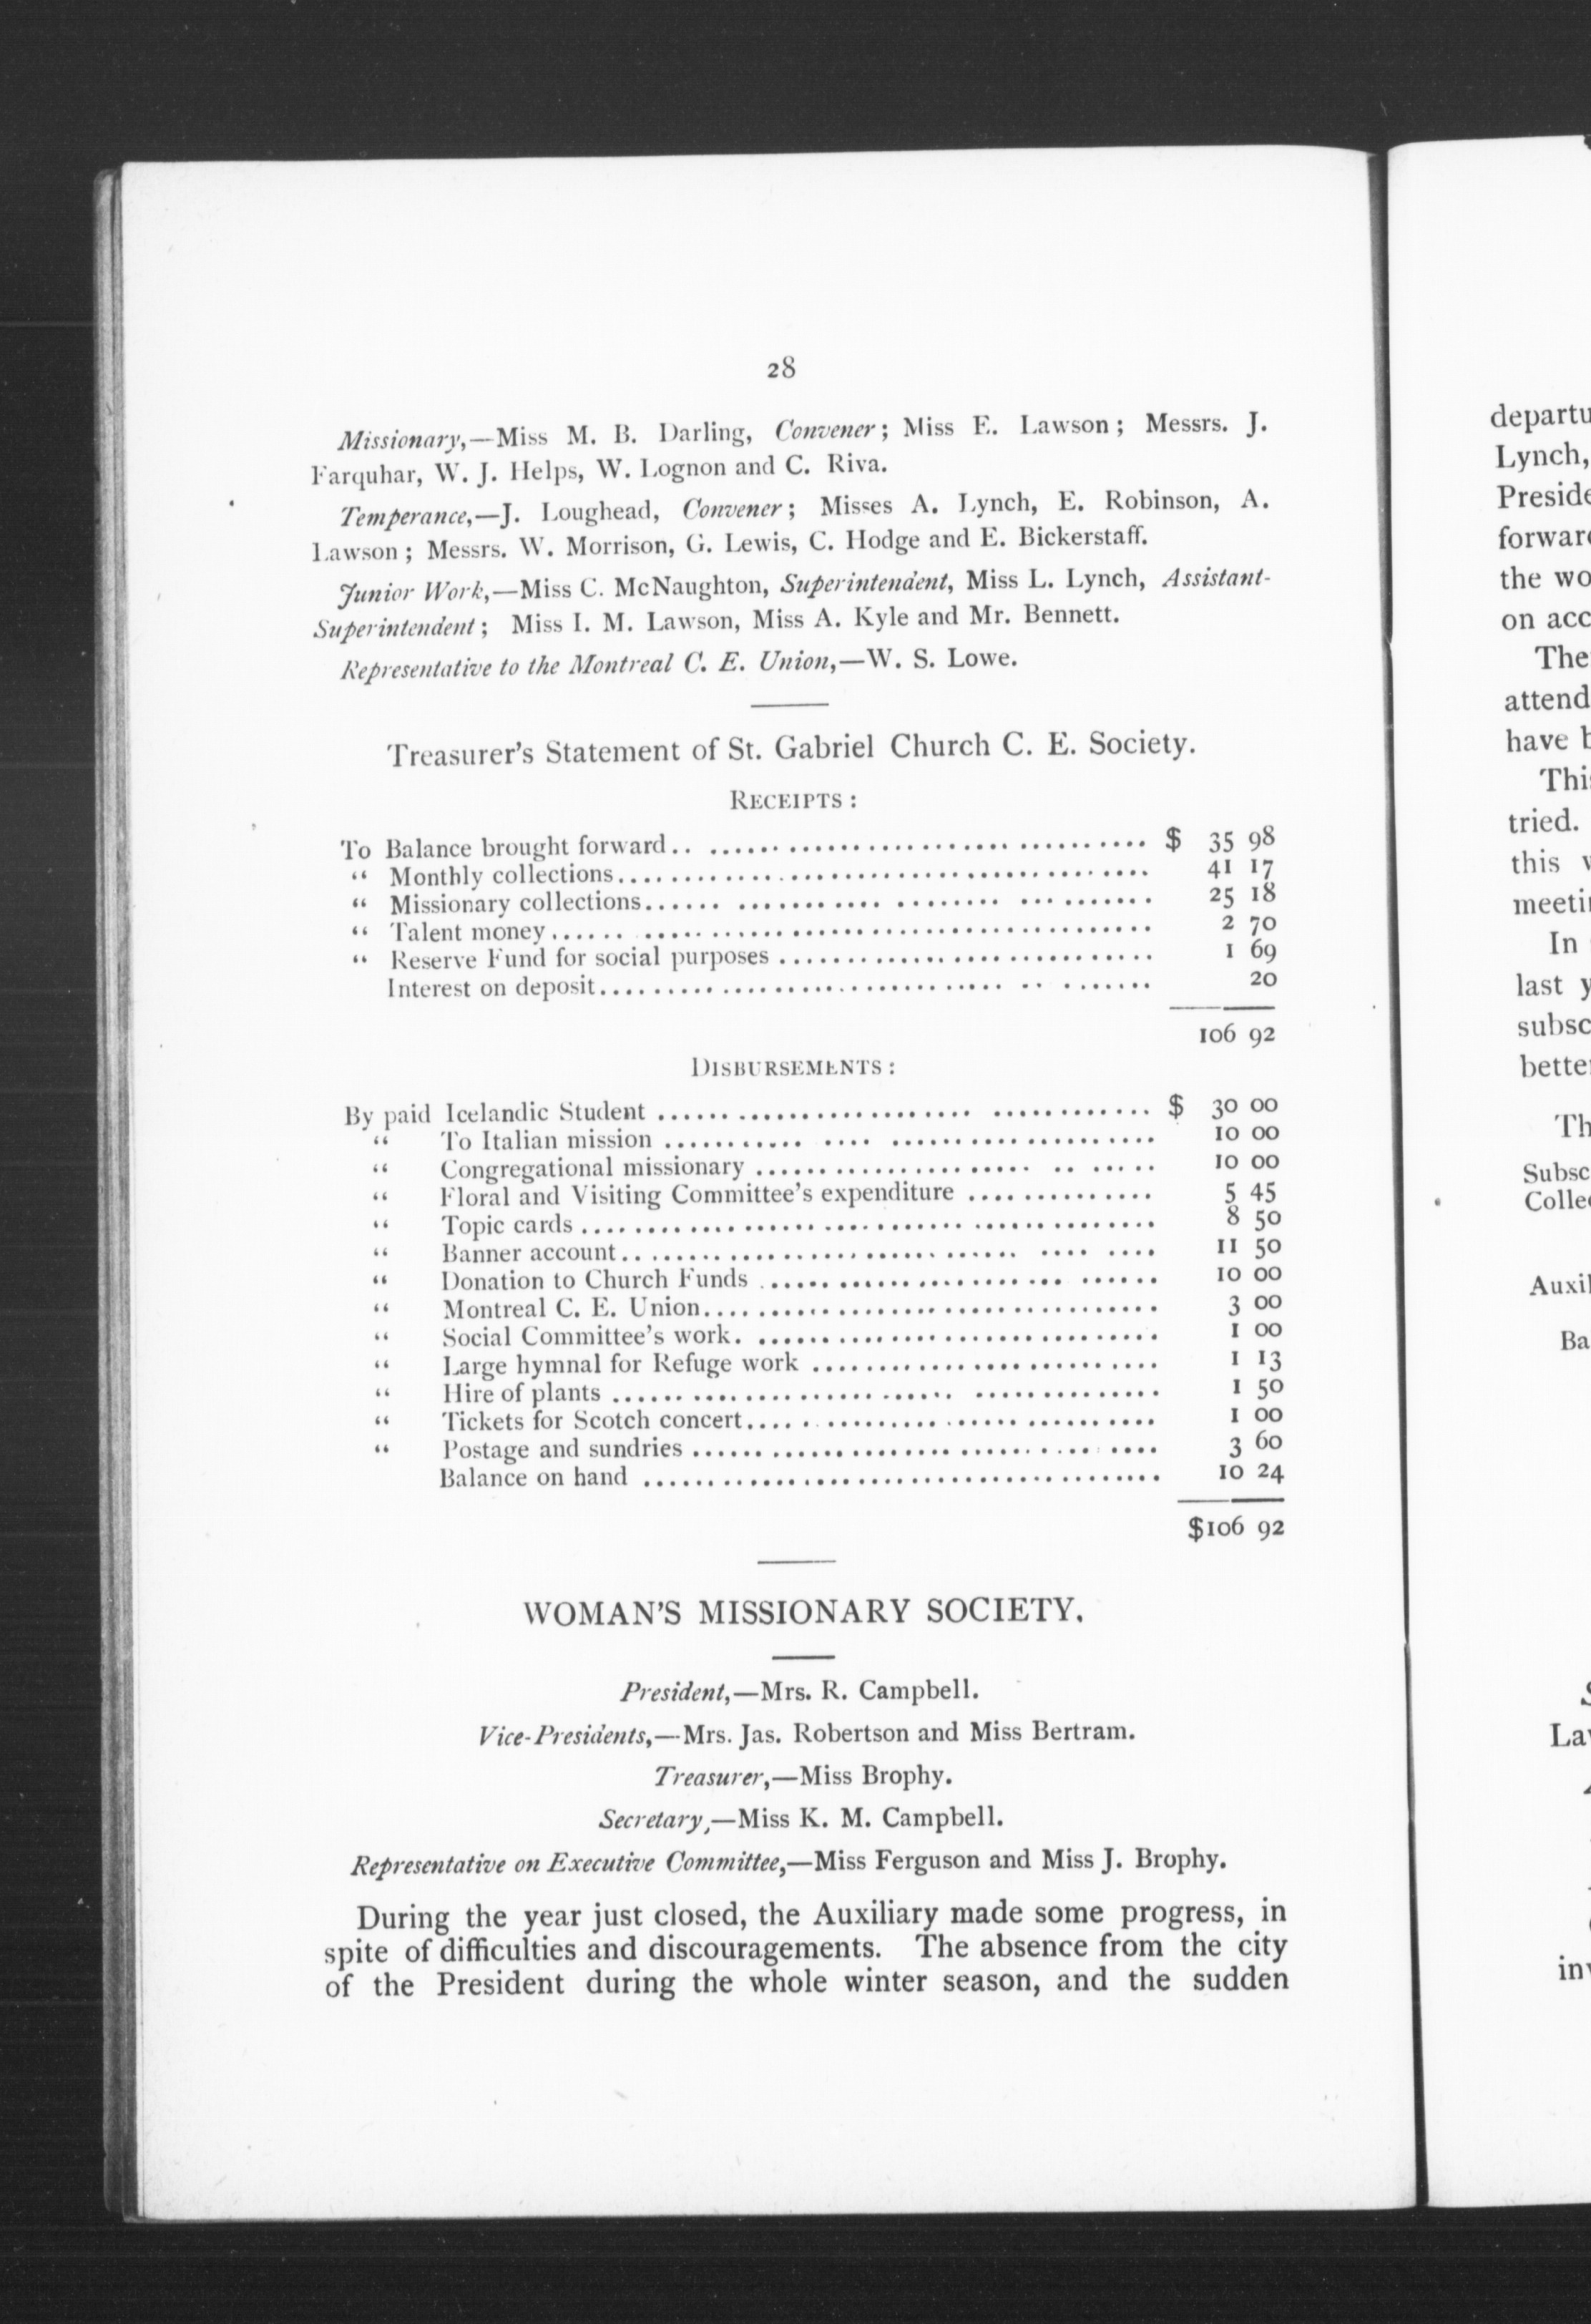 28
Missionary,—Miss M. B. Darling, Convener; Miss E. Lawson; Messrs. J.
Farquhar, W. J. Helps, W. Lognon and C. Riva.
Temperance,—J. Loughead, Convener; Misses A. Lynch, E. Robinson, A.
Lawson; Messrs. W. Morrison, G. Lewis, C. Hodge and E. Bickerstaff.
Junior Work,—Miss C. McNaughton, Superintendent, Miss L. Lynch, Assistant-
Superintendent; Miss I. M. Lawson, Miss A. Kyle and Mr. Bennett.
Representative to the Montreal C. E. Union,—W. S. Lowe.
Treasurer's Statement of St. Gabriel Church C. E. Society.
RECEIPTS:
To Balance brought forward........ $ 35 98
" Monthly collections........ 41 17
" Missionary collections........ 25 18
" Talent money........ 2 70
" Reserve Fund for social purposes........ 1 69
Interest on deposit........ 20
106 92
DISBURSEMENTS:
By paid Icelandic Student........ $ 30 00
" To Italian mission........ 10 00
" Congregational missionary........ 10 00
" Floral and Visiting Committee's expenditure........ 5 45
" Topic cards........ 8 50
" Banner account........ 11 50
" Donation to Church Funds........ 10 00
" Montreal C. E. Union........ 3 00
" Social Committee's work........ 1 00
" Large hymnal for Refuge work........ 1 13
" Hire of plants........ 1 50
" Tickets for Scotch concert........ 1 00
" Postage and sundries........ 3 60
Balance on hand........ 10 24
$106 92
WOMAN'S MISSIONARY SOCIETY.
President,—Mrs. R. Campbell.
Vice-Presidents,—Mrs. Jas. Robertson and Miss Bertram.
Treasurer,—Miss Brophy.
Secretary,—Miss K. M. Campbell.
Representative on Executive Committee,—Miss Ferguson and Miss J. Brophy.
During the year just closed, the Auxiliary made some progress, in
spite of difficulties and discouragements. The absence from the city
of the President during the whole winter season, and the sudden
Lynch,
the wo
on acc
attend
have b
tried.
this
In
last y